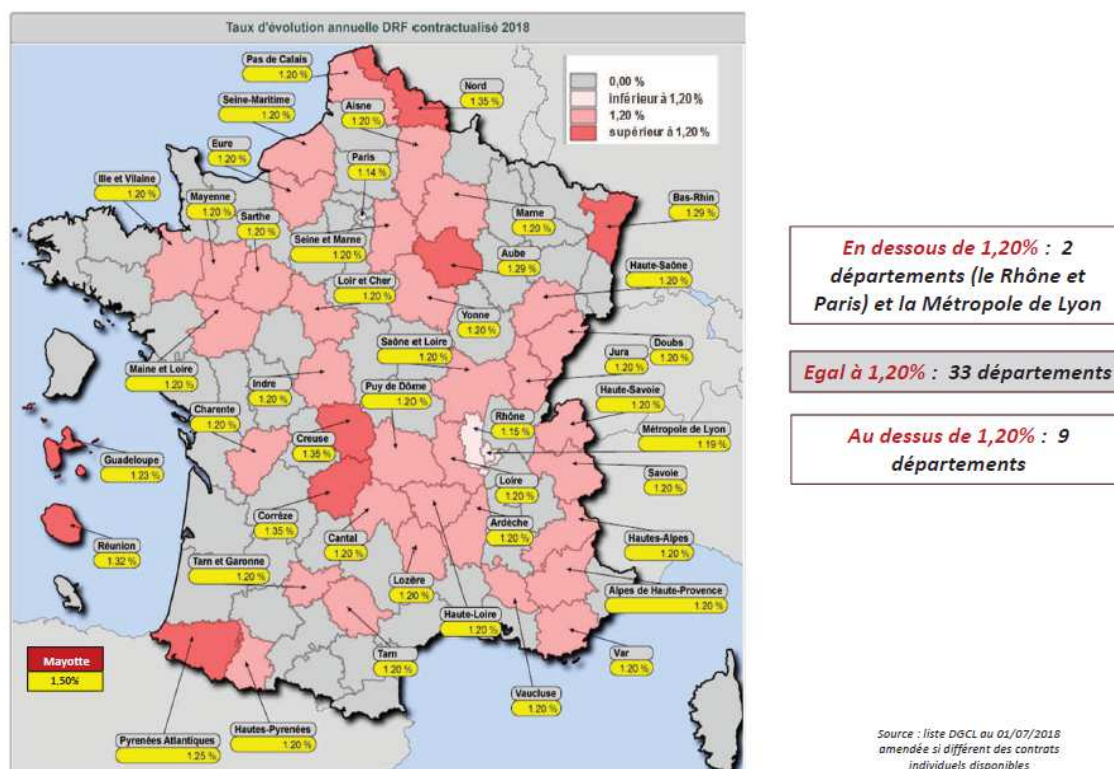 Taux d'évolution annuelle DRF contractualisé 2018
0,00 %
inférieur à 1,20%
1,20 %
supérieur à 1,20%
Pas de Calais
1.20 %
Nord
1.35 %
Seine-Maritime
1.20 %
Aisne
1.20 %
Eure
1.20 %
Paris
1.14 %
Ille et Vilaine
1.20 %
Mayenne
1.20 %
Sarthe
1.20 %
Marne
1.20 %
Bas-Rhin
1.29 %
Seine et Marne
1.20 %
Aube
1.29 %
Haute-Saône
1.20 %
Loir et Cher
1.20 %
Yonne
1.20 %
Saône et Loire
1.20 %
Jura
1.20 %
Doubs
1.20 %
Maine et Loire
1.20 %
Indre
1.20 %
Puy de Dôme
1.20 %
Haute-Savoie
1.20 %
Charente
1.20 %
Creuse
1.35 %
Rhône
1.15 %
Métropole de Lyon
1.19 %
Guadeloupe
1.23 %
Loire
1.20 %
Savoie
1.20 %
Corrèze
1.35 %
Cantal
1.20 %
Ardèche
1.20 %
Hautes-Alpes
1.20 %
Réunion
1.32 %
Tarn et Garonne
1.20 %
Lozère
1.20 %
Alpes de Haute-Provence
1.20 %
Haute-Loire
1.20 %
Mayotte
1,50%
Tarn
1.20 %
Var
1.20 %
Vaucluse
1.20 %
Hautes-Pyrénées
1.20 %
Pyrénées Atlantiques
1.25 %
En dessous de 1,20% : 2
départements (le Rhône et
Paris) et la Métropole de Lyon
Egal à 1,20% : 33 départements
Au dessus de 1,20% : 9
départements
Source : liste DGCL au 01/07/2018
amendée si différent des contrats
individuels disponibles